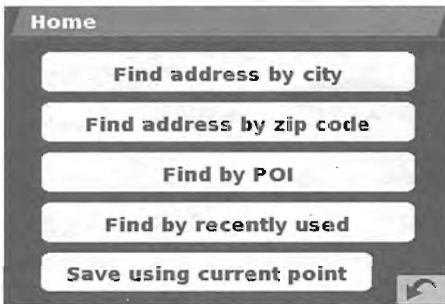 Home
Find address by city
Find address by zip code
Find by POI
Find by recently used
Save using current point